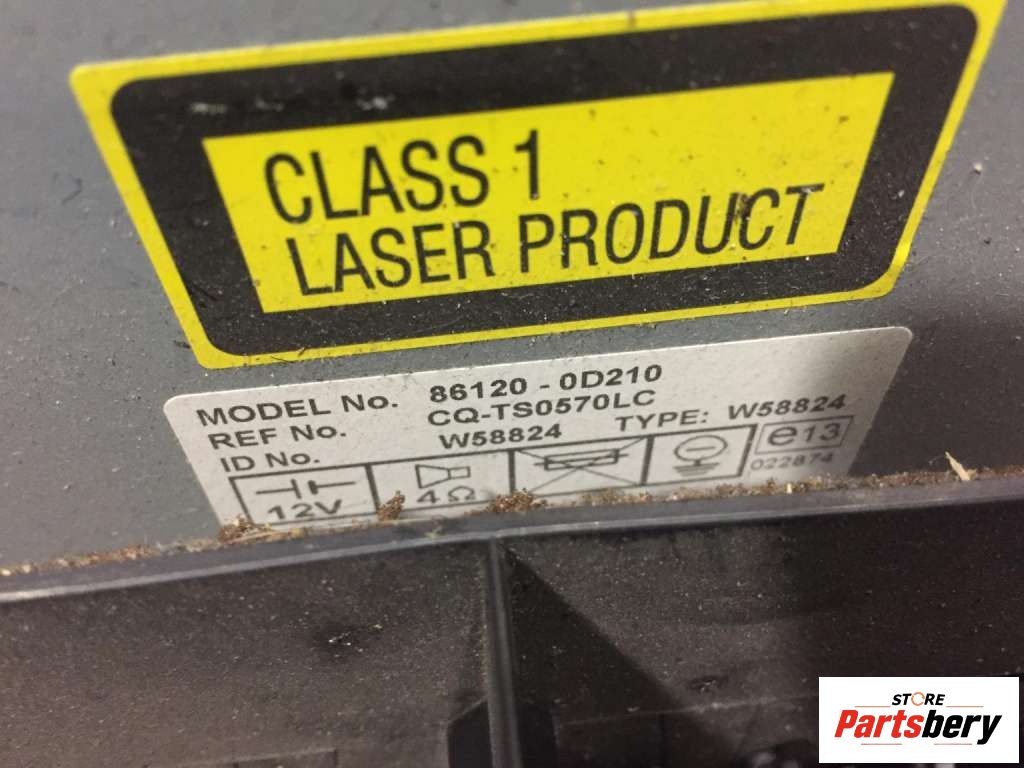 CLASS 1
LASER PRODUCT
MODEL No. 86120 - 0D210
REF No. CQ-TS0570LC
ID No. W58824 TYPE: W58824
12V 4Ω e13
022874
STORE
Partsbery